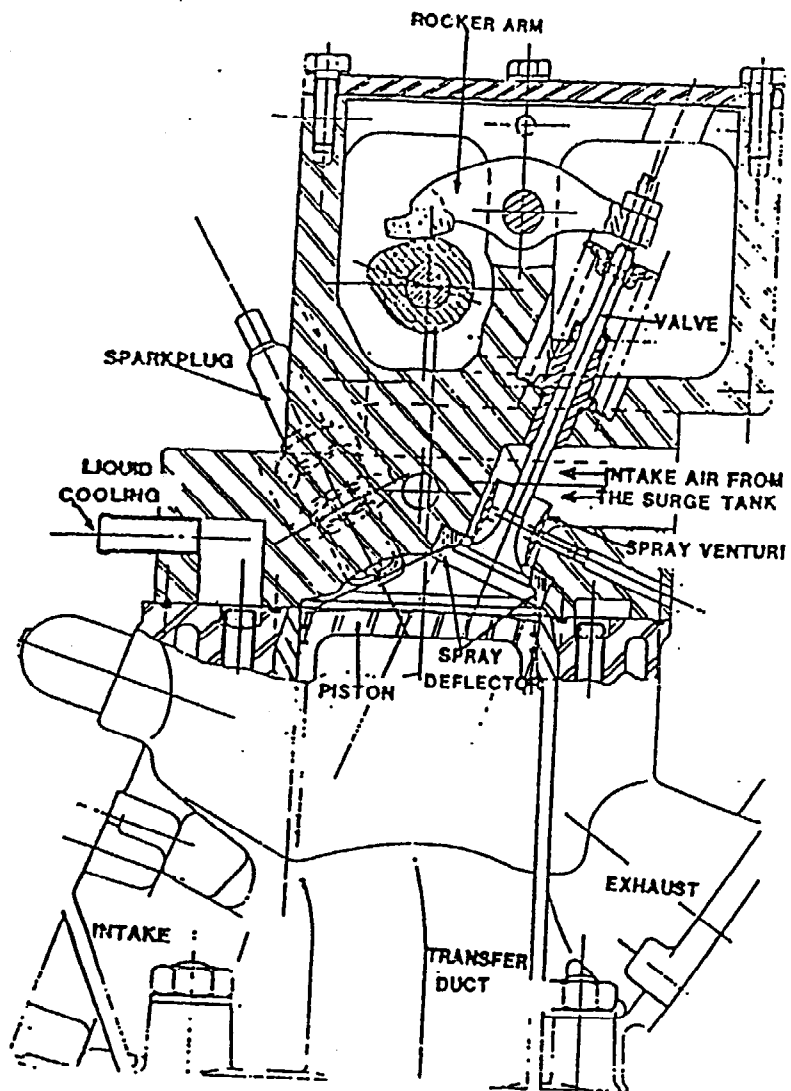 ROCKER ARM
VALVE
SPARKPLUG
LIQUID
COOLING
INTAKE AIR FROM
THE SURGE TANK
SPRAY VENTURI
SPRAY
DEFLECTOR
PISTON
EXHAUST
INTAKE
TRANSFER
DUCT